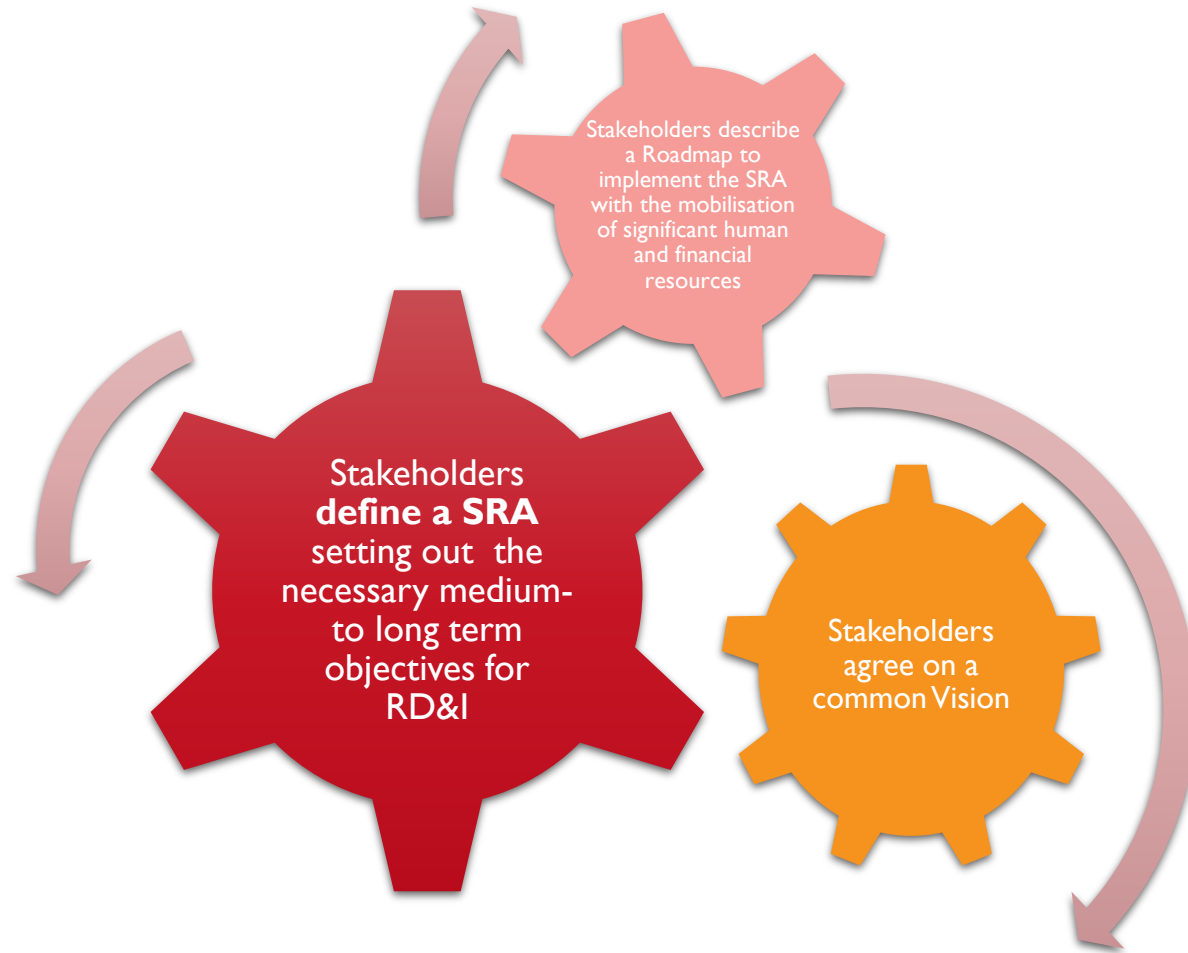 Stakeholders describe
a Roadmap to
implement the SRA
with the mobilisation
of significant human
and financial
resources
Stakeholders
define a SRA
setting out the
necessary medium-
to long term
objectives for
RD&I
Stakeholders
agree on a
common Vision